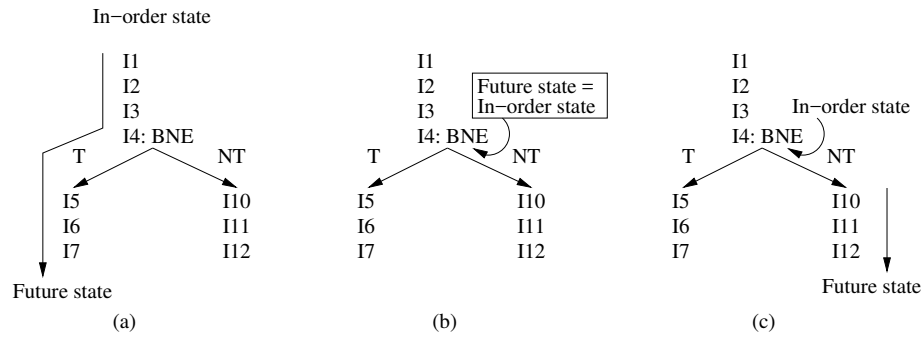 In-order state
I1
I2
I3
I4: BNE
T
NT
I5
I6
I7
I10
I11
I12
Future state
(a)
I1
I2
I3
I4: BNE
Future state =
In-order state
T
NT
I5
I6
I7
I10
I11
I12
(b)
I1
I2
I3
I4: BNE
In-order state
T
NT
I5
I6
I7
I10
I11
I12
Future state
(c)